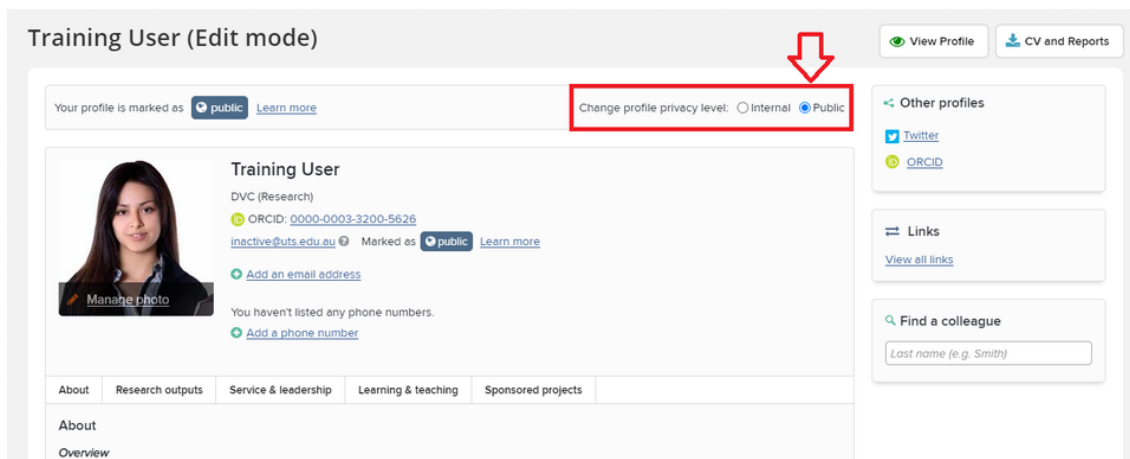 Training User (Edit mode)
View Profile
CV and Reports
Your profile is marked as public Learn more
Change profile privacy level: Internal Public
Training User
DVC (Research)
ORCID: 0000-0003-3200-5626
inactive@uts.edu.au Marked as public Learn more
Add an email address
Manage photo
You haven't listed any phone numbers.
Add a phone number
About
Research outputs
Service & leadership
Learning & teaching
Sponsored projects
About
Overview
Other profiles
Twitter
iD ORCID
Links
View all links
Find a colleague
Last name (e.g. Smith)